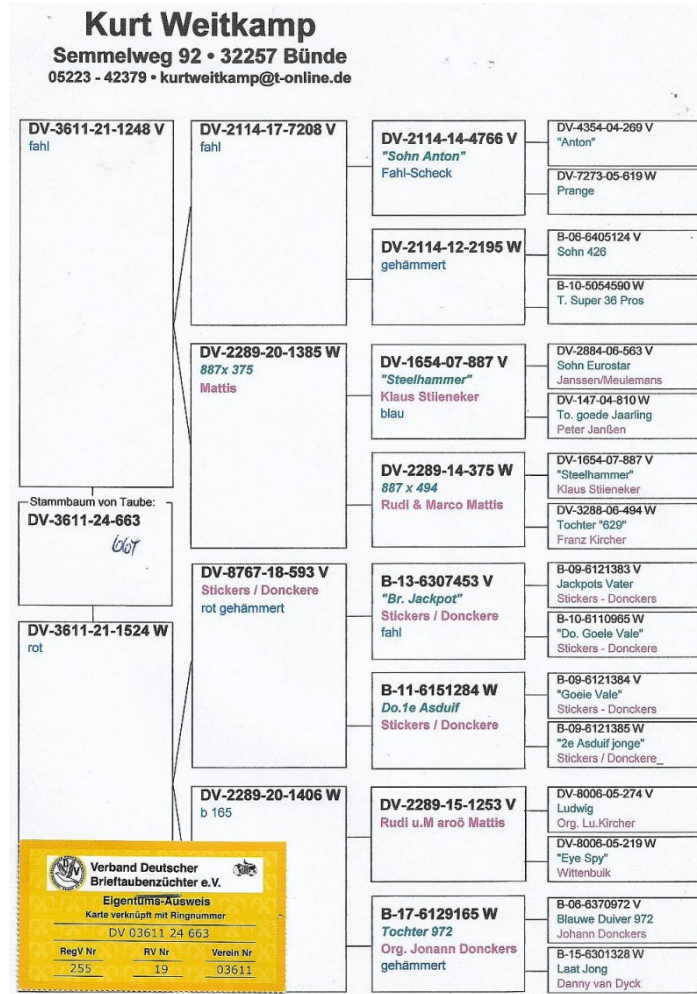 Kurt Weitkamp
Semmelweg 92 • 32257 Bünde
05223 - 42379 • kurtweitkamp@t-online.de
DV-3611-21-1248 V
fahl
Stammbaum von Taube:
DV-3611-24-663
664
DV-3611-21-1524 W
rot
DV-2114-17-7208 V
fahl
DV-2289-20-1385 W
887x 375
Mattis
DV-8767-18-593 V
Stickers / Donckere
rot gehämmert
DV-2289-20-1406 W
b 165
DV-2114-14-4766 V
"Sohn Anton"
Fahl-Scheck
DV-2114-12-2195 W
gehämmert
DV-1654-07-887 V
"Steelhammer"
Klaus Stiieneker
blau
DV-2289-14-375 W
887 x 494
Rudi & Marco Mattis
B-13-6307453 V
"Br. Jackpot"
Stickers / Donckere
fahl
B-11-6151284 W
Do.1e Asduif
Stickers / Donckere
DV-2289-15-1253 V
Rudi u.M aroö Mattis
B-17-6129165 W
Tochter 972
Org. Jonann Donckers
gehämmert
DV-4354-04-269 V
"Anton"
DV-7273-05-619 W
Prange
B-06-6405124 V
Sohn 426
B-10-5054590 W
T. Super 36 Pros
DV-2884-06-563 V
Sohn Eurostar
Janssen/Meulemans
DV-147-04-810 W
To. goede Jaarling
Peter Janßen
DV-1654-07-887 V
"Steelhammer"
Klaus Stiieneker
DV-3288-06-494 W
Tochter "629"
Franz Kircher
B-09-6121383 V
Jackpots Vater
Stickers - Donckers
B-10-6110965 W
"Do. Goele Vale"
Stickers - Donckere
B-09-6121384 V
"Goeie Vale"
Stickers - Donckers
B-09-6121385 W
"2e Asduif jonge"
Stickers / Donckere_
DV-8006-05-274 V
Ludwig
Org. Lu.Kircher
DV-8006-05-219 W
"Eye Spy"
Wittenbuik
B-06-6370972 V
Blauwe Duiver 972
Johann Donckers
B-15-6301328 W
Laat Jong
Danny van Dyck
Verband Deutscher
Brieftaubenzüchter e.V.
Eigentums-Ausweis
Karte verknüpft mit Ringnummer
DV 03611 24 663
RegV Nr RV Nr Verein Nr
255 19 03611